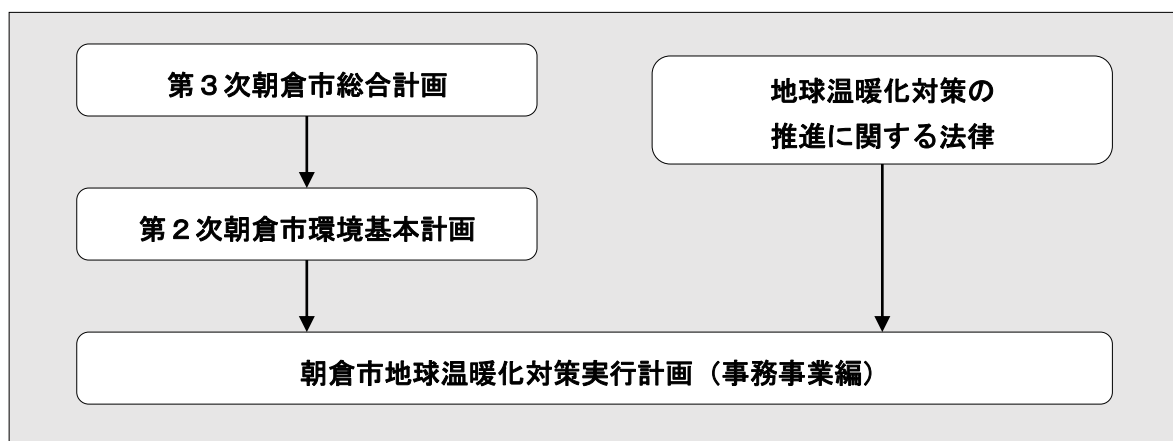 第３次朝倉市総合計画
地球温暖化対策の
推進に関する法律
第２次朝倉市環境基本計画
朝倉市地球温暖化対策実行計画（事務事業編）